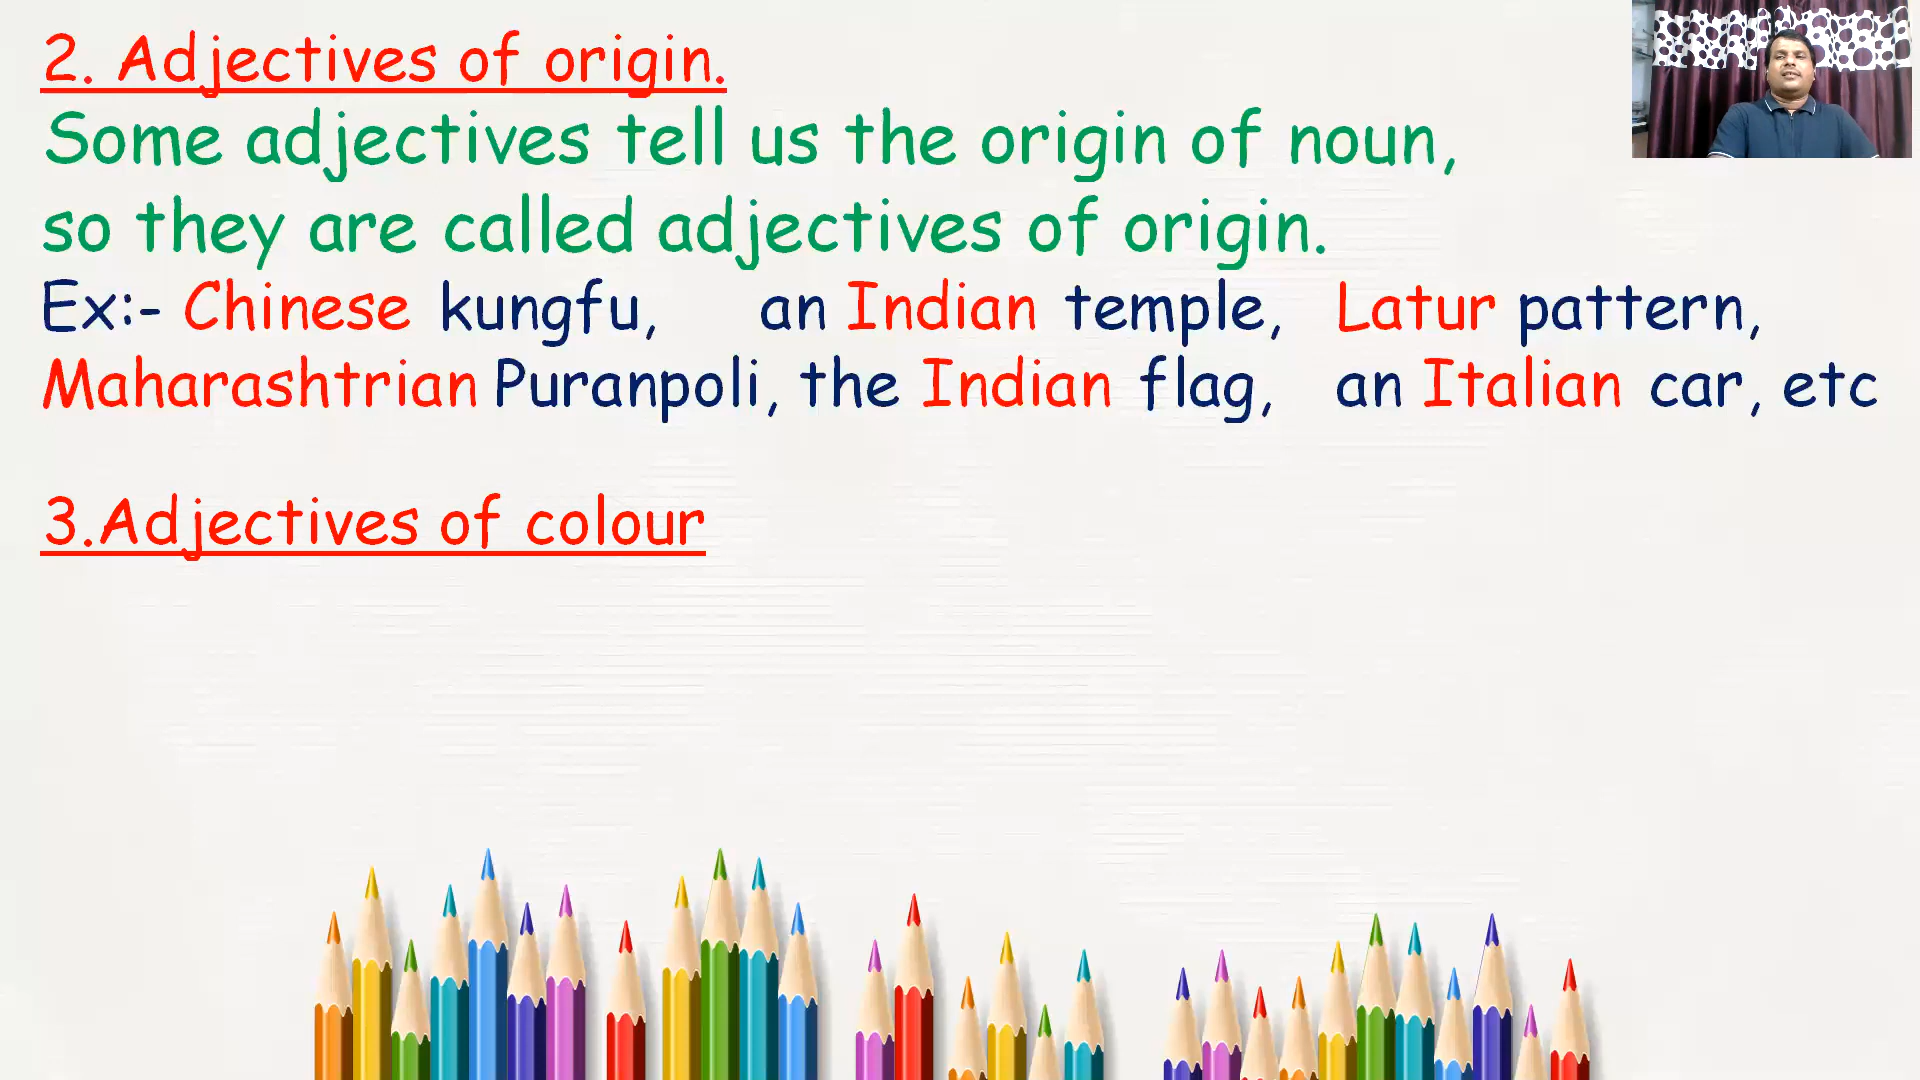 2. Adjectives of origin.
Some adjectives tell us the origin of noun,
so they are called adjectives of origin.
Ex:- Chinese kungfu, an Indian temple, Latur pattern,
Maharashtrian Puranpoli, the Indian flag, an Italian car, etc
3.Adjectives of colour